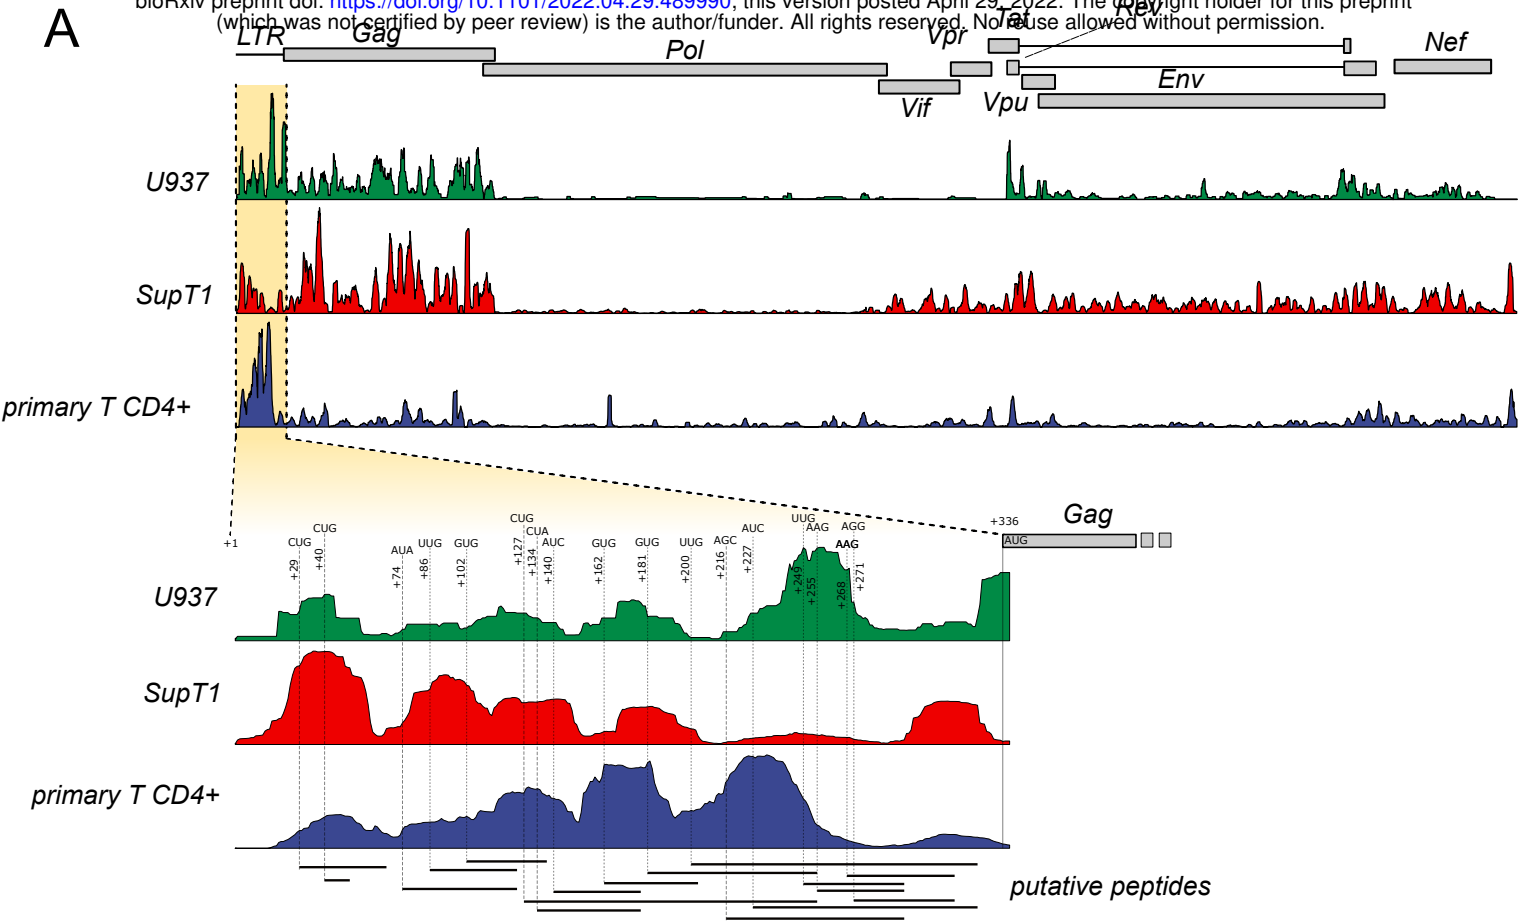 bioRxiv preprint doi: https://doi.org/10.1101/2022.04.29.489990; this version posted April 29, 2022. The copyright holder for this preprint
(which was not certified by peer review) is the author/funder. All rights reserved. No reuse allowed without permission.
A
LTR Gag Pol Vpr Tat Rev Nef
Vif Vpu Env
U937
SupT1
primary T CD4+
+1 CUG CUG AUA UUG GUG CUG CUA AUC GUG GUG UUG AGC AUC UUG AAG AAG AGG +336 Gag
AUG
+29 +40 +74 +86 +102 +127 +134 +140 +162 +181 +200 +216 +227 +249 +255 +268 +271
U937
SupT1
primary T CD4+
putative peptides